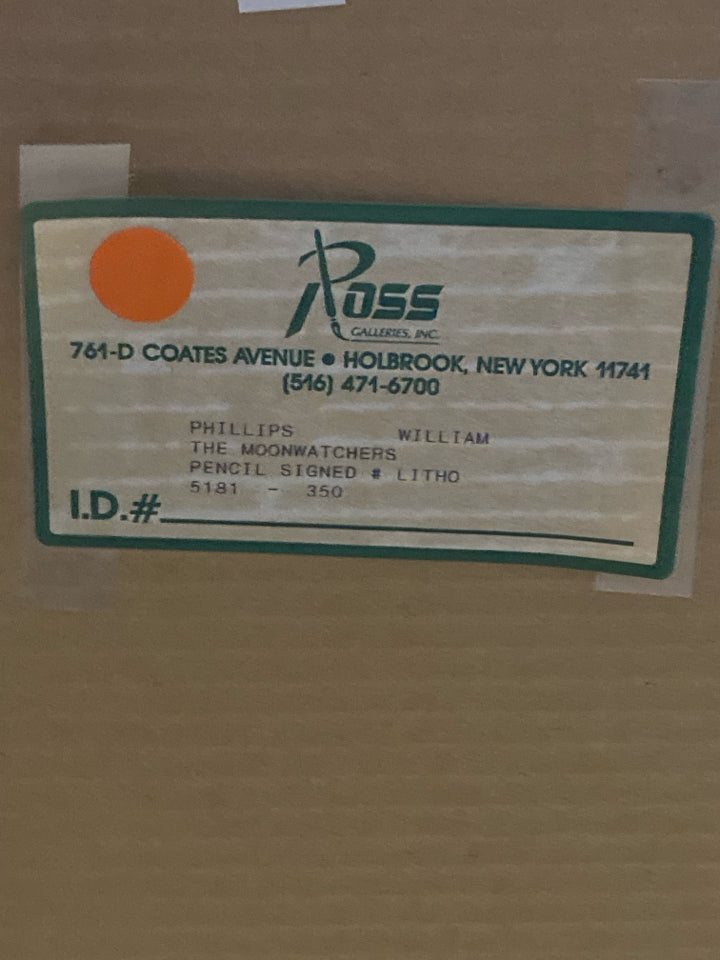 Ross
GALLERIES, INC.
761-D COATES AVENUE • HOLBROOK, NEW YORK 11741
(516) 471-6700
PHILLIPS WILLIAM
THE MOONWATCHERS
PENCIL SIGNED # LITHO
5181 - 350
I.D.#